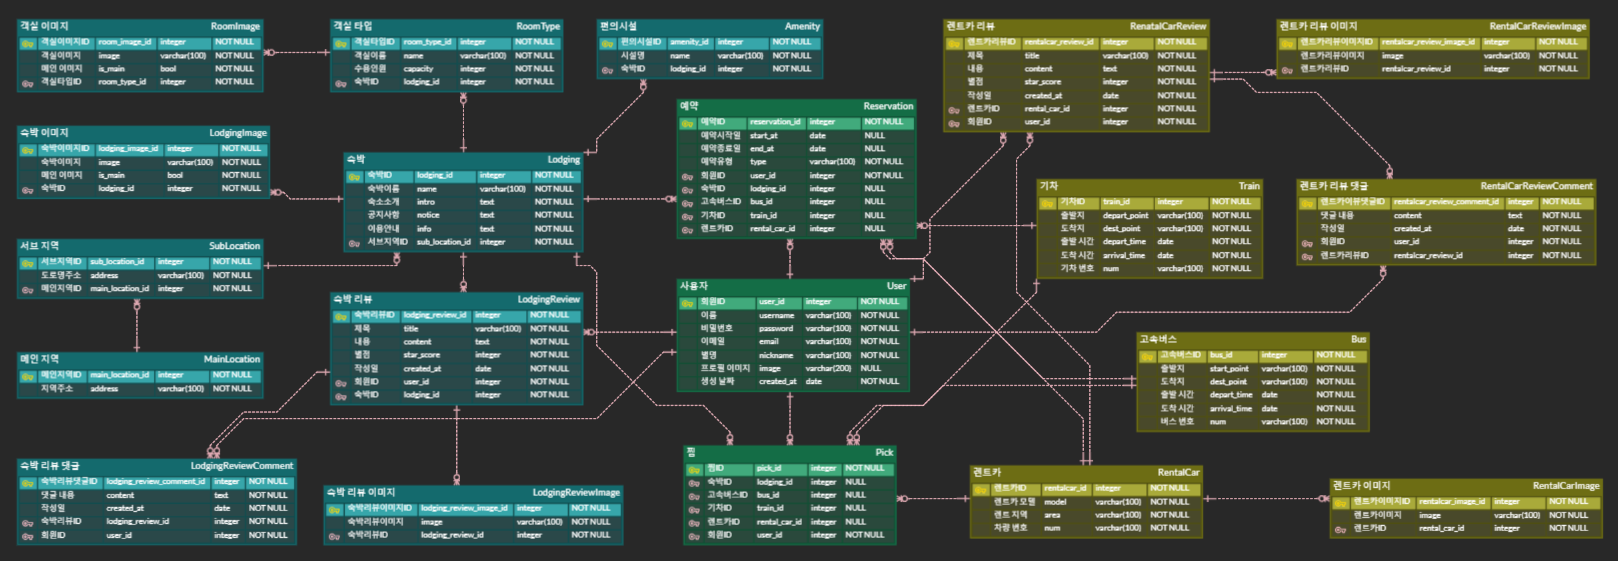 객실 이미지 RoomImage
객실이미지ID room_image_id integer NOT NULL
객실이미지 image varchar(100) NOT NULL
메인 이미지 is_main bool NOT NULL
객실타입ID room_type_id integer NOT NULL
객실 타입 RoomType
객실타입ID room_type_id integer NOT NULL
객실이름 name varchar(100) NOT NULL
수용인원 capacity integer NOT NULL
숙박ID lodging_id integer NOT NULL
편의시설 Amenity
편의시설ID amenity_id integer NOT NULL
시설명 name varchar(100) NOT NULL
숙박ID lodging_id integer NOT NULL
렌트카 리뷰 RenatalCarReview
렌트카리뷰ID rentalcar_review_id integer NOT NULL
제목 title varchar(100) NOT NULL
내용 content text NOT NULL
별점 star_score integer NOT NULL
작성일 created_at date NOT NULL
렌트카ID rental_car_id integer NOT NULL
회원ID user_id integer NOT NULL
렌트카 리뷰 이미지 RentalCarReviewImage
렌트카리뷰이미지ID rentalcar_review_image_id integer NOT NULL
렌트카리뷰이미지 image varchar(100) NOT NULL
렌트카리뷰ID rentalcar_review_id integer NOT NULL
숙박 이미지 LodgingImage
숙박이미지ID lodging_image_id integer NOT NULL
숙박이미지 image varchar(100) NOT NULL
메인 이미지 is_main bool NOT NULL
숙박ID lodging_id integer NOT NULL
숙박 Lodging
숙박ID lodging_id integer NOT NULL
숙박이름 name varchar(100) NOT NULL
숙소소개 intro text NOT NULL
공지사항 notice text NOT NULL
이용안내 info text NOT NULL
서브지역ID sub_location_id integer NOT NULL
예약 Reservation
예약ID reservation_id integer NOT NULL
예약시작일 start_at date NULL
예약종료일 end_at date NULL
예약유형 type varchar(100) NOT NULL
회원ID user_id integer NOT NULL
숙박ID lodging_id integer NULL
고속버스ID bus_id integer NULL
기차ID train_id integer NULL
렌트카ID rental_car_id integer NULL
기차 Train
기차ID train_id integer NOT NULL
출발지 depart_point varchar(100) NOT NULL
도착지 dest_point varchar(100) NOT NULL
출발 시간 depart_time date NOT NULL
도착 시간 arrival_time date NOT NULL
기차 번호 num varchar(100) NOT NULL
렌트카 리뷰 댓글 RentalCarReviewComment
렌트카이뷰댓글ID rentalcar_review_comment_id integer NOT NULL
댓글 내용 content text NOT NULL
작성일 created_at date NOT NULL
회원ID user_id integer NOT NULL
렌트카리뷰ID rentalcar_review_id integer NOT NULL
서브 지역 SubLocation
서브지역ID sub_location_id integer NOT NULL
도로명주소 address varchar(100) NOT NULL
메인지역ID main_location_id integer NOT NULL
숙박 리뷰 LodgingReview
숙박리뷰ID lodging_review_id integer NOT NULL
제목 title varchar(100) NOT NULL
내용 content text NOT NULL
별점 star_score integer NOT NULL
작성일 created_at date NOT NULL
회원ID user_id integer NOT NULL
숙박ID lodging_id integer NOT NULL
사용자 User
회원ID user_id integer NOT NULL
이름 username varchar(100) NOT NULL
비밀번호 password varchar(100) NOT NULL
이메일 email varchar(100) NOT NULL
별명 nickname varchar(100) NOT NULL
프로필 이미지 image varchar(200) NULL
생성 날짜 created_at date NOT NULL
고속버스 Bus
고속버스ID bus_id integer NOT NULL
출발지 start_point varchar(100) NOT NULL
도착지 dest_point varchar(100) NOT NULL
출발 시간 depart_time date NOT NULL
도착 시간 arrival_time date NOT NULL
버스 번호 num varchar(100) NOT NULL
메인 지역 MainLocation
메인지역ID main_location_id integer NOT NULL
지역주소 address varchar(100) NOT NULL
숙박 리뷰 댓글 LodgingReviewComment
숙박리뷰댓글ID lodging_review_comment_id integer NOT NULL
댓글 내용 content text NOT NULL
작성일 created_at date NOT NULL
숙박리뷰ID lodging_review_id integer NOT NULL
회원ID user_id integer NOT NULL
숙박 리뷰 이미지 LodgingReviewImage
숙박리뷰이미지ID lodging_review_image_id integer NOT NULL
숙박리뷰이미지 image varchar(100) NOT NULL
숙박리뷰ID lodging_review_id integer NOT NULL
찜 Pick
찜ID pick_id integer NOT NULL
숙박ID lodging_id integer NULL
고속버스ID bus_id integer NULL
기차ID train_id integer NULL
렌트카ID rental_car_id integer NULL
회원ID user_id integer NOT NULL
렌트카 RentalCar
렌트카ID rentalcar_id integer NOT NULL
렌트카 모델 model varchar(100) NOT NULL
렌트 지역 area varchar(100) NOT NULL
차량 번호 num varchar(100) NOT NULL
렌트카 이미지 RentalCarImage
렌트카이미지ID rentalcar_image_id integer NOT NULL
렌트카이미지 image varchar(100) NOT NULL
렌트카ID rental_car_id integer NOT NULL